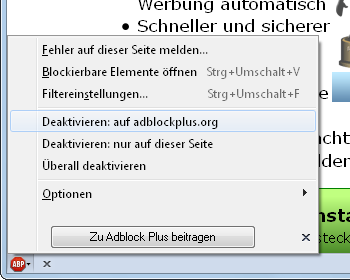 Werbung automatisch
• Schneller und sicherer
Fehler auf dieser Seite melden...
Blockierbare Elemente öffnen Strg+Umschalt+V
Filtereinstellungen... Strg+Umschalt+F
Deaktivieren: auf adblockplus.org
Deaktivieren: nur auf dieser Seite
Überall deaktivieren
Optionen
Zu Adblock Plus beitragen
ABP